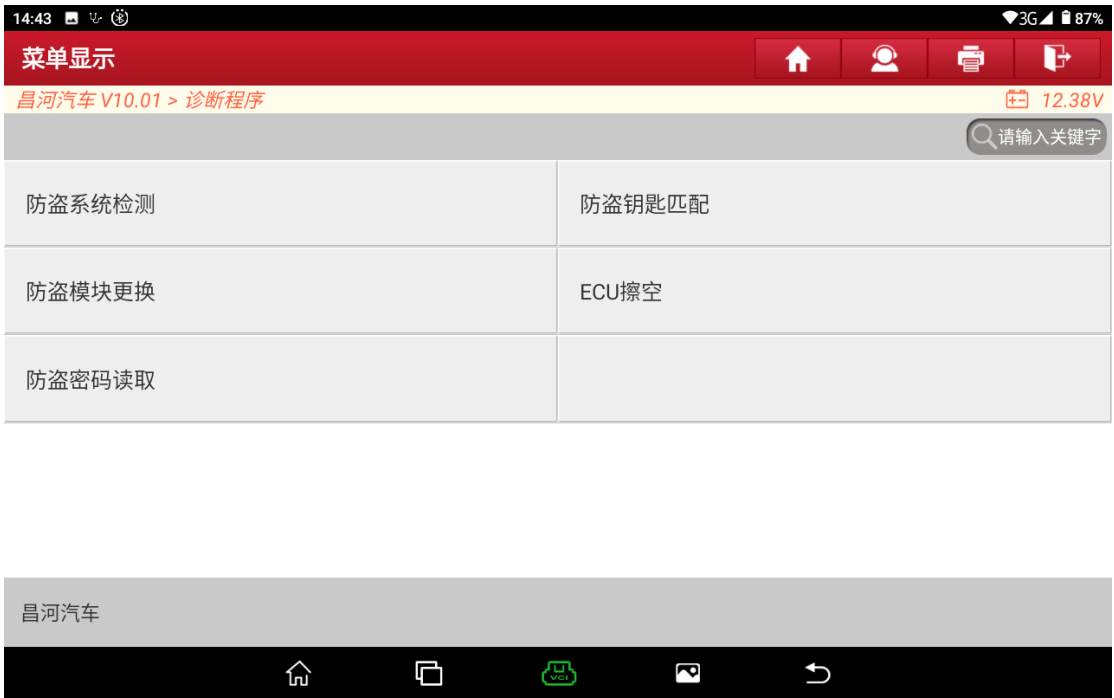 14:43 3G 87%
菜单显示
昌河汽车 V10.01 > 诊断程序 12.38V
请输入关键字
防盗系统检测 防盗钥匙匹配
防盗模块更换 ECU擦空
防盗密码读取
昌河汽车
VCI